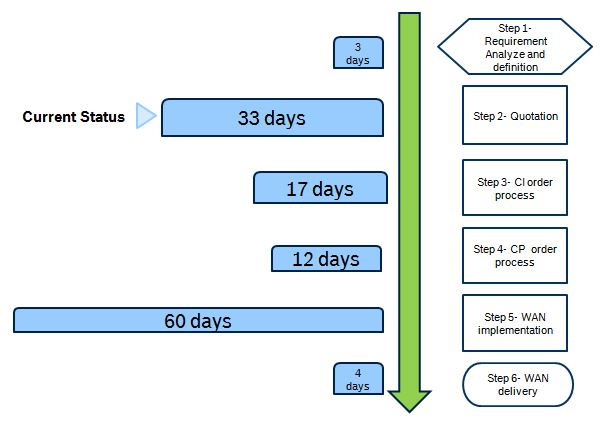 3
days
Step 1-
Requirement
Analyze and
definition
Current Status
33 days
Step 2- Quotation
17 days
Step 3- CI order
process
12 days
Step 4- CP order
process
60 days
Step 5- WAN
implementation
4
days
Step 6- WAN
delivery